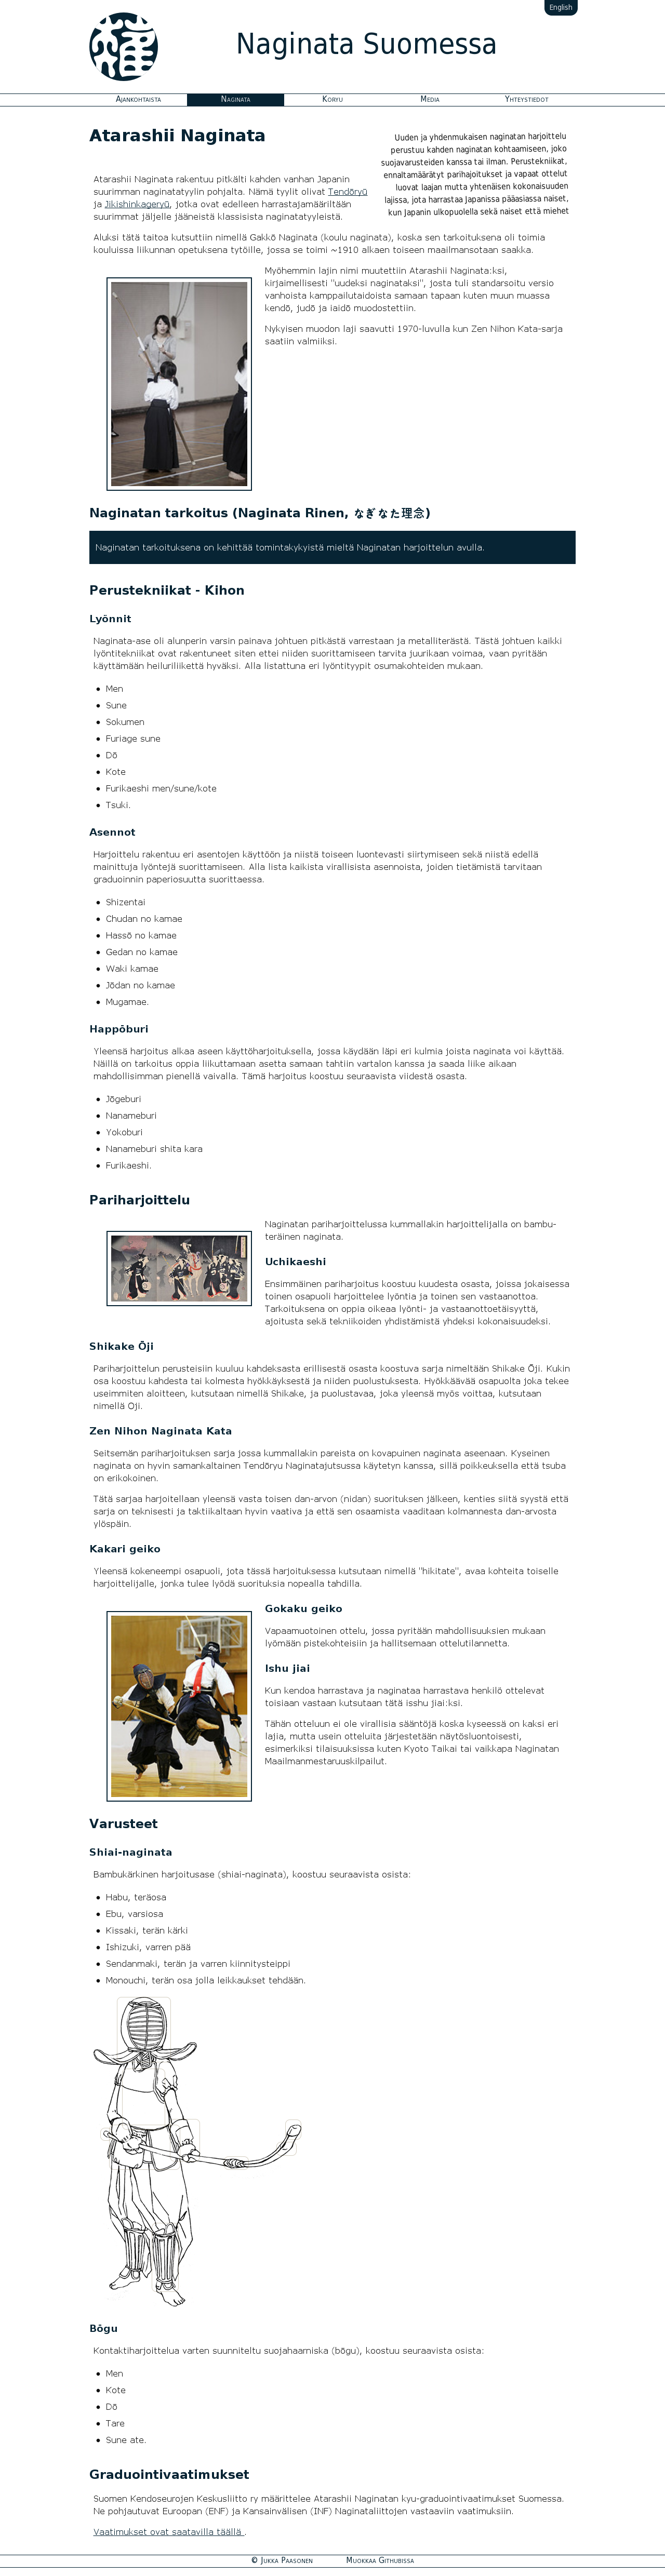 English
Naginata Suomessa
Ajankohtaista
Naginata
Koryu
Media
Yhteystiedot
Atarashii Naginata
Uuden ja yhdenmukaisen naginatan harjoittelu
perustuu kahden naginatan kohtaamiseen, joko
suojavarusteiden kanssa tai ilman. Perustekniikat,
ennaltamäärätyt pariharjoitukset ja vapaat ottelut
luovat laajan mutta yhtenäisen kokonaisuuden
lajissa, jota harrastaa Japanissa pääasiassa naiset,
kun Japanin ulkopuolella sekä naiset että miehet
Atarashii Naginata rakentuu pitkälti kahden vanhan Japanin
suurimman naginatatyylin pohjalta. Nämä tyylit olivat Tendōryū
ja Jikishinkageryū, jotka ovat edelleen harrastajamääriltään
suurimmat jäljelle jääneistä klassisista naginatatyyleistä.
Aluksi tätä taitoa kutsuttiin nimellä Gakkō Naginata (koulu naginata), koska sen tarkoituksena oli toimia
kouluissa liikunnan opetuksena tytöille, jossa se toimi ~1910 alkaen toiseen maailmansotaan saakka.
Myöhemmin lajin nimi muutettiin Atarashii Naginata:ksi,
kirjaimellisesti "uudeksi naginataksi", josta tuli standarsoitu versio
vanhoista kamppailutaidoista samaan tapaan kuten muun muassa
kendō, judō ja iaidō muodostettiin.
Nykyisen muodon laji saavutti 1970-luvulla kun Zen Nihon Kata-sarja
saatiin valmiiksi.
Naginatan tarkoitus (Naginata Rinen, なぎなた理念)
Naginatan tarkoituksena on kehittää tomintakykyistä mieltä Naginatan harjoittelun avulla.
Perustekniikat - Kihon
Lyönnit
Naginata-ase oli alunperin varsin painava johtuen pitkästä varrestaan ja metalliterästä. Tästä johtuen kaikki
lyöntitekniikat ovat rakentuneet siten ettei niiden suorittamiseen tarvita juurikaan voimaa, vaan pyritään
käyttämään heiluriliikettä hyväksi. Alla listattuna eri lyöntityypit osumakohteiden mukaan.
• Men
• Sune
• Sokumen
• Furiage sune
• Dō
• Kote
• Furikaeshi men/sune/kote
• Tsuki.
Asennot
Harjoittelu rakentuu eri asentojen käyttöön ja niistä toiseen luontevasti siirtymiseen sekä niistä edellä
mainittuja lyöntejä suorittamiseen. Alla lista kaikista virallisista asennoista, joiden tietämistä tarvitaan
graduoinnin paperiosuutta suorittaessa.
• Shizentai
• Chudan no kamae
• Hassō no kamae
• Gedan no kamae
• Waki kamae
• Jōdan no kamae
• Mugamae.
Happōburi
Yleensä harjoitus alkaa aseen käyttöharjoituksella, jossa käydään läpi eri kulmia joista naginata voi käyttää.
Näillä on tarkoitus oppia liikuttamaan asetta samaan tahtiin vartalon kanssa ja saada liike aikaan
mahdollisimman pienellä vaivalla. Tämä harjoitus koostuu seuraavista viidestä osasta.
• Jōgeburi
• Nanameburi
• Yokoburi
• Nanameburi shita kara
• Furikaeshi.
Pariharjoittelu
Naginatan pariharjoittelussa kummallakin harjoittelijalla on bambu-
teräinen naginata.
Uchikaeshi
Ensimmäinen pariharjoitus koostuu kuudesta osasta, joissa jokaisessa
toinen osapuoli harjoittelee lyöntia ja toinen sen vastaanottoa.
Tarkoituksena on oppia oikeaa lyönti- ja vastaanottoetäisyyttä,
ajoitusta sekä tekniikoiden yhdistämistä yhdeksi kokonaisuudeksi.
Shikake Ōji
Pariharjoittelun perusteisiin kuuluu kahdeksasta erillisestä osasta koostuva sarja nimeltään Shikake Ōji. Kukin
osa koostuu kahdesta tai kolmesta hyökkäyksestä ja niiden puolustuksesta. Hyökkäävää osapuolta joka tekee
useimmiten aloitteen, kutsutaan nimellä Shikake, ja puolustavaa, joka yleensä myös voittaa, kutsutaan
nimellä Ōji.
Zen Nihon Naginata Kata
Seitsemän pariharjoituksen sarja jossa kummallakin pareista on kovapuinen naginata aseenaan. Kyseinen
naginata on hyvin samankaltainen Tendōryu Naginatajutsussa käytetyn kanssa, sillä poikkeuksella että tsuba
on erikokoinen.
Tätä sarjaa harjoitellaan yleensä vasta toisen dan-arvon (nidan) suorituksen jälkeen, kenties siitä syystä että
sarja on teknisesti ja taktiikaltaan hyvin vaativa ja että sen osaamista vaaditaan kolmannesta dan-arvosta
ylöspäin.
Kakari geiko
Yleensä kokeneempi osapuoli, jota tässä harjoituksessa kutsutaan nimellä "hikitate", avaa kohteita toiselle
harjoittelijalle, jonka tulee lyödä suorituksia nopealla tahdilla.
Gokaku geiko
Vapaamuotoinen ottelu, jossa pyritään mahdollisuuksien mukaan
lyömään pistekohteisiin ja hallitsemaan ottelutilannetta.
Ishu jiai
Kun kendoa harrastava ja naginataa harrastava henkilö ottelevat
toisiaan vastaan kutsutaan tätä isshu jiai:ksi.
Tähän otteluun ei ole virallisia sääntöjä koska kyseessä on kaksi eri
lajia, mutta usein otteluita järjestetään näytösluontoisesti,
esimerkiksi tilaisuuksissa kuten Kyoto Taikai tai vaikkapa Naginatan
Maailmanmestaruuskilpailut.
Varusteet
Shiai-naginata
Bambukärkinen harjoitusase (shiai-naginata), koostuu seuraavista osista:
• Habu, teräosa
• Ebu, varsiosa
• Kissaki, terän kärki
• Ishizuki, varren pää
• Sendanmaki, terän ja varren kiinnitysteippi
• Monouchi, terän osa jolla leikkaukset tehdään.
Bōgu
Kontaktiharjoittelua varten suunniteltu suojahaarniska (bōgu), koostuu seuraavista osista:
• Men
• Kote
• Dō
• Tare
• Sune ate.
Graduointivaatimukset
Suomen Kendoseurojen Keskusliitto ry määrittelee Atarashii Naginatan kyu-graduointivaatimukset Suomessa.
Ne pohjautuvat Euroopan (ENF) ja Kansainvälisen (INF) Naginataliittojen vastaaviin vaatimuksiin.
Vaatimukset ovat saatavilla täällä .
© Jukka Paasonen
Muokkaa Githubissa